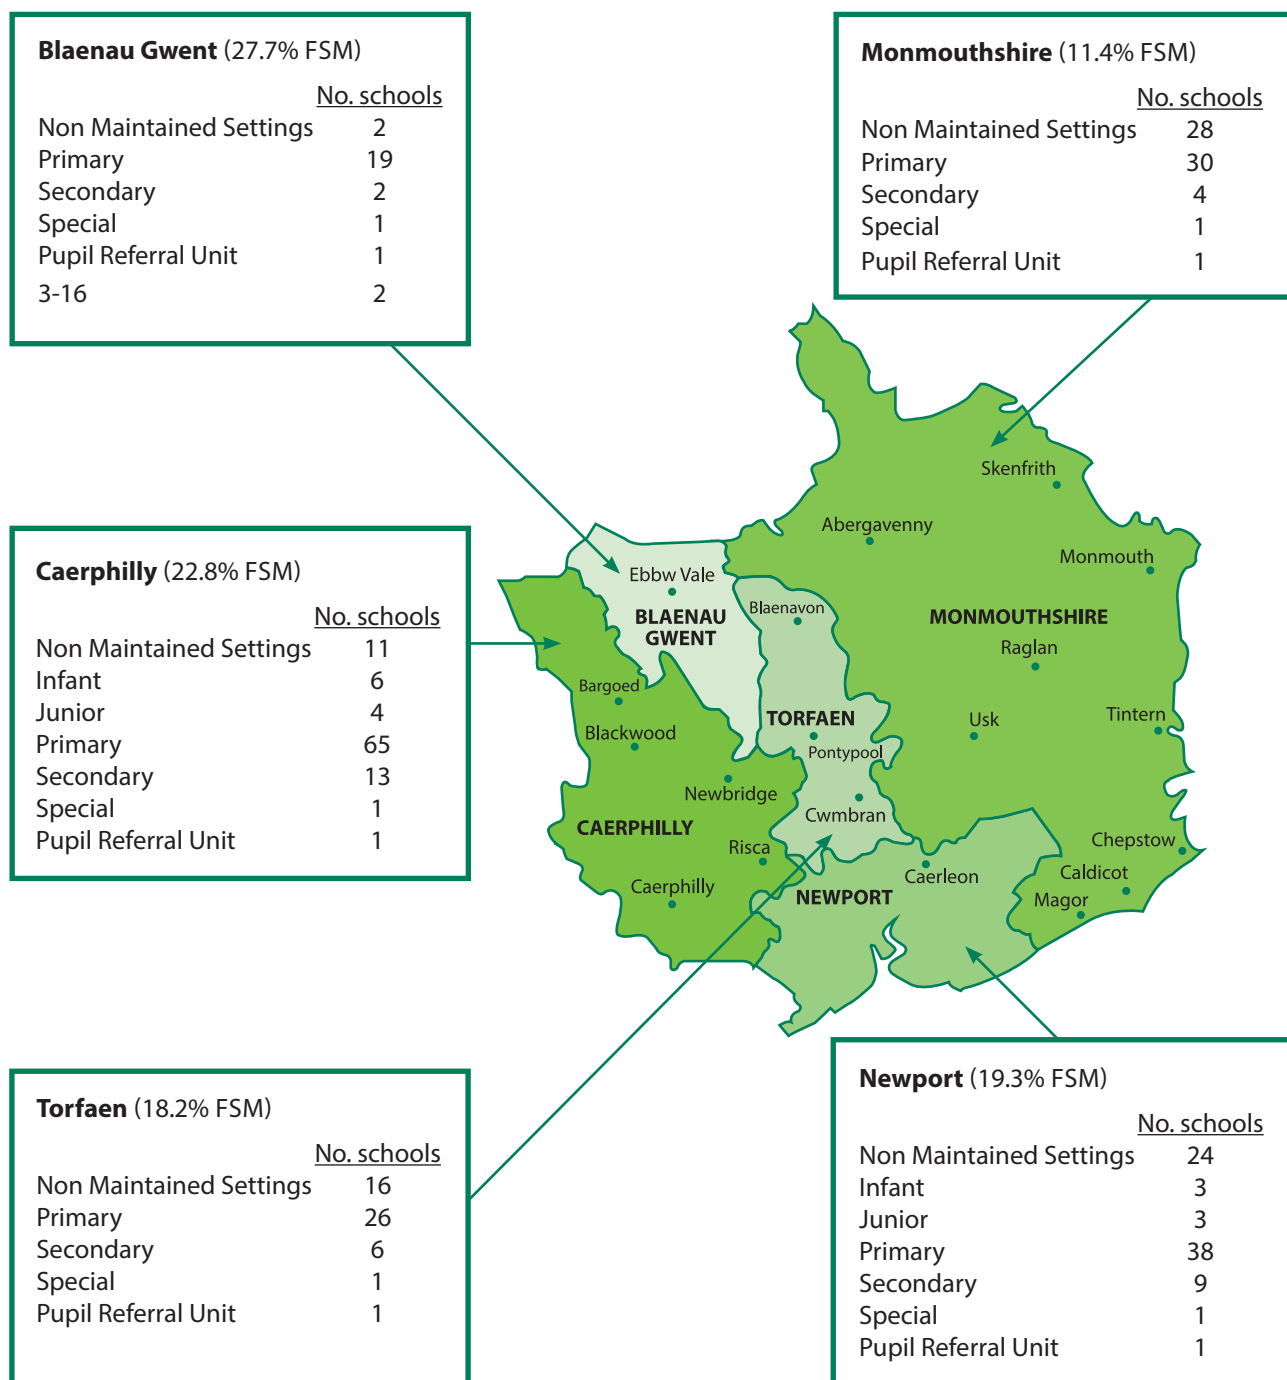 Blaenau Gwent (27.7% FSM)
No. schools
Non Maintained Settings 2
Primary 19
Secondary 2
Special 1
Pupil Referral Unit 1
3-16 2
Monmouthshire (11.4% FSM)
No. schools
Non Maintained Settings 28
Primary 30
Secondary 4
Special 1
Pupil Referral Unit 1
Caerphilly (22.8% FSM)
No. schools
Non Maintained Settings 11
Infant 6
Junior 4
Primary 65
Secondary 13
Special 1
Pupil Referral Unit 1
Skenfrith
Abergavenny
Monmouth
Ebbw Vale
Blaenavon
BLAENAU
GWENT
MONMOUTHSHIRE
Raglan
Bargoed
Blackwood
TORFAEN
Pontypool
Usk
Tintern
Newbridge
Cwmbran
CAERPHILLY
Risca
Chepstow
Caerphilly
NEWPORT
Caerleon
Caldicot
Magor
Torfaen (18.2% FSM)
No. schools
Non Maintained Settings 16
Primary 26
Secondary 6
Special 1
Pupil Referral Unit 1
Newport (19.3% FSM)
No. schools
Non Maintained Settings 24
Infant 3
Junior 3
Primary 38
Secondary 9
Special 1
Pupil Referral Unit 1